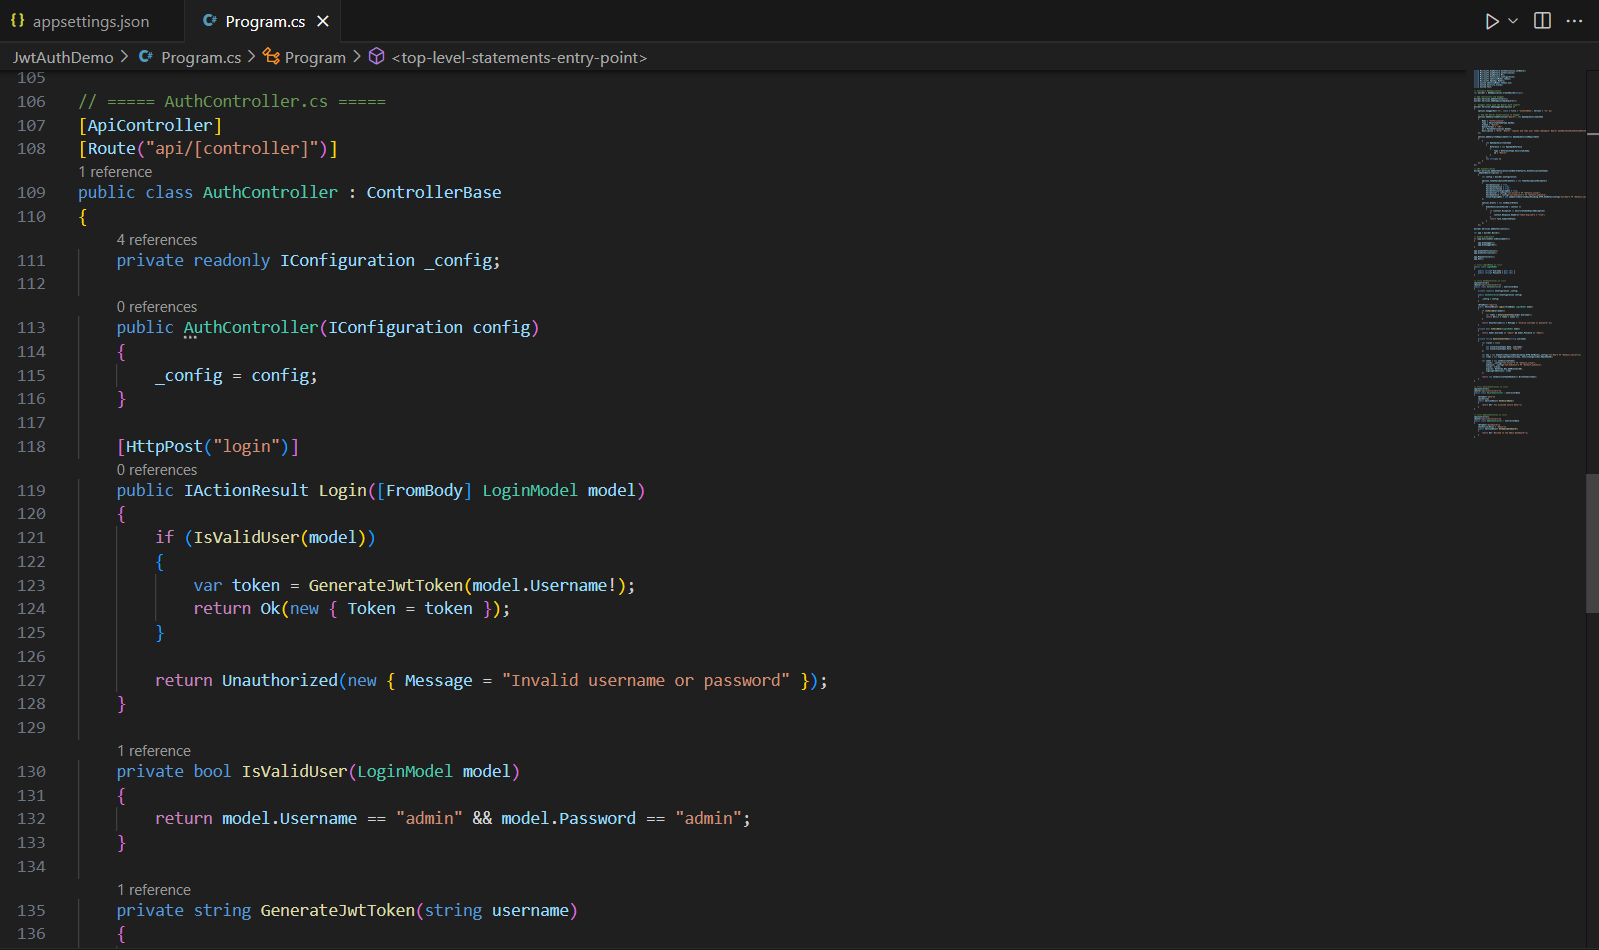 {} appsettings.json
C# Program.cs
JwtAuthDemo > C# Program.cs > Program > <top-level-statements-entry-point>
105
106 // ===== AuthController.cs =====
107 [ApiController]
108 [Route("api/[controller]")]
1 reference
109 public class AuthController : ControllerBase
110 {
4 references
111 private readonly IConfiguration _config;
112
0 references
113 public AuthController(IConfiguration config)
114 {
115 _config = config;
116 }
117
118 [HttpPost("login")]
0 references
119 public IActionResult Login([FromBody] LoginModel model)
120 {
121 if (IsValidUser(model))
122 {
123 var token = GenerateJwtToken(model.Username!);
124 return Ok(new { Token = token });
125 }
126
127 return Unauthorized(new { Message = "Invalid username or password" });
128 }
129
1 reference
130 private bool IsValidUser(LoginModel model)
131 {
132 return model.Username == "admin" && model.Password == "admin";
133 }
134
1 reference
135 private string GenerateJwtToken(string username)
136 {